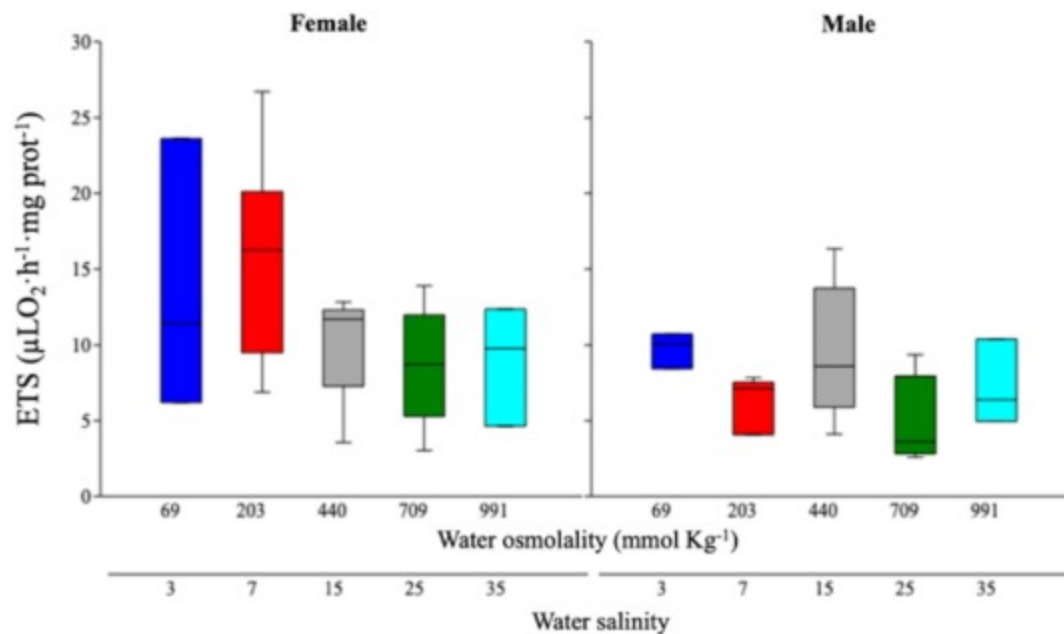 Female Male
30
25
20
15
10
5
0
ETS (µLO₂·h⁻¹·mg prot⁻¹)
69 203 440 709 991 69 203 440 709 991
Water osmolality (mmol Kg⁻¹)
3 7 15 25 35 3 7 15 25 35
Water salinity